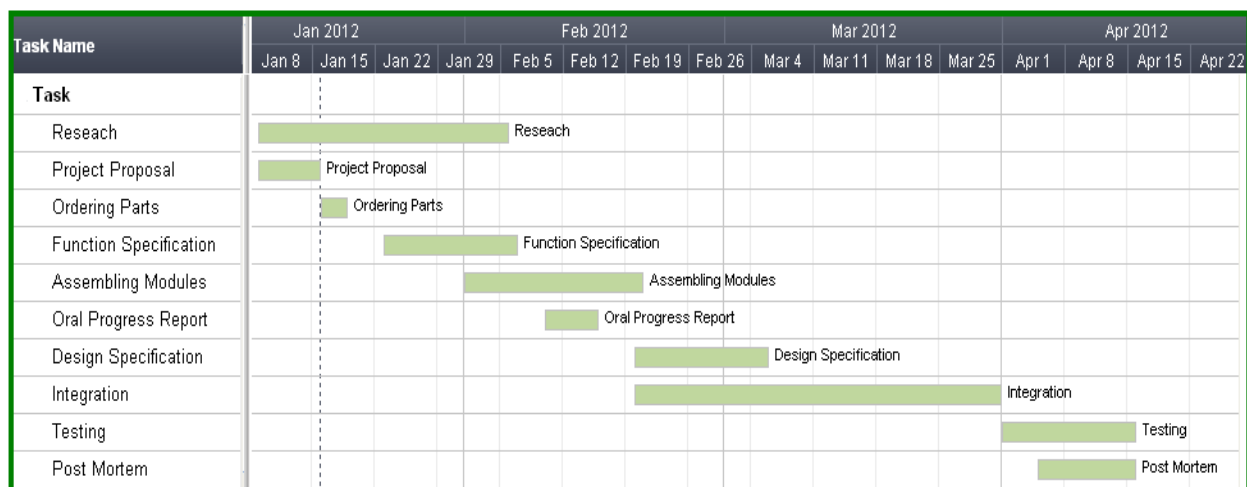 Task Name
Jan 2012 Feb 2012 Mar 2012 Apr 2012
Jan 8 Jan 15 Jan 22 Jan 29 Feb 5 Feb 12 Feb 19 Feb 26 Mar 4 Mar 11 Mar 18 Mar 25 Apr 1 Apr 8 Apr 15 Apr 22
Task
Reseach Reseach
Project Proposal Project Proposal
Ordering Parts Ordering Parts
Function Specification Function Specification
Assembling Modules Assembling Modules
Oral Progress Report Oral Progress Report
Design Specification Design Specification
Integration Integration
Testing Testing
Post Mortem Post Mortem